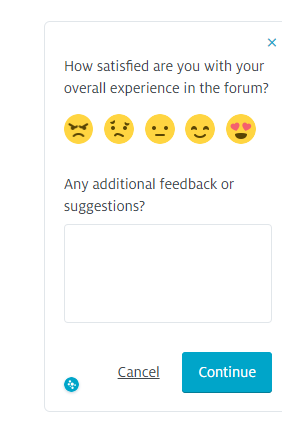 How satisfied are you with your
overall experience in the forum?
Any additional feedback or
suggestions?
Cancel
Continue